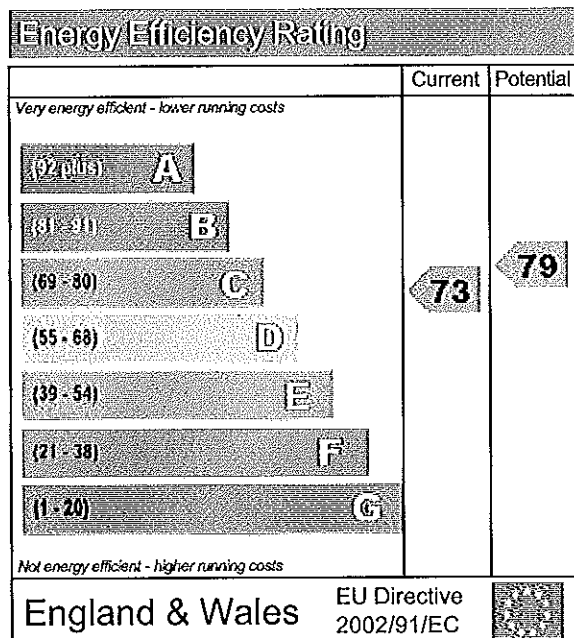 Energy Efficiency Rating
Current Potential
Very energy efficient - lower running costs
(92 plus) A
(81 - 91) B
(69 - 80) C
73
79
(55 - 68) D
(39 - 54) E
(21 - 38) F
(1 - 20) G
Not energy efficient - higher running costs
England & Wales
EU Directive
2002/91/EC